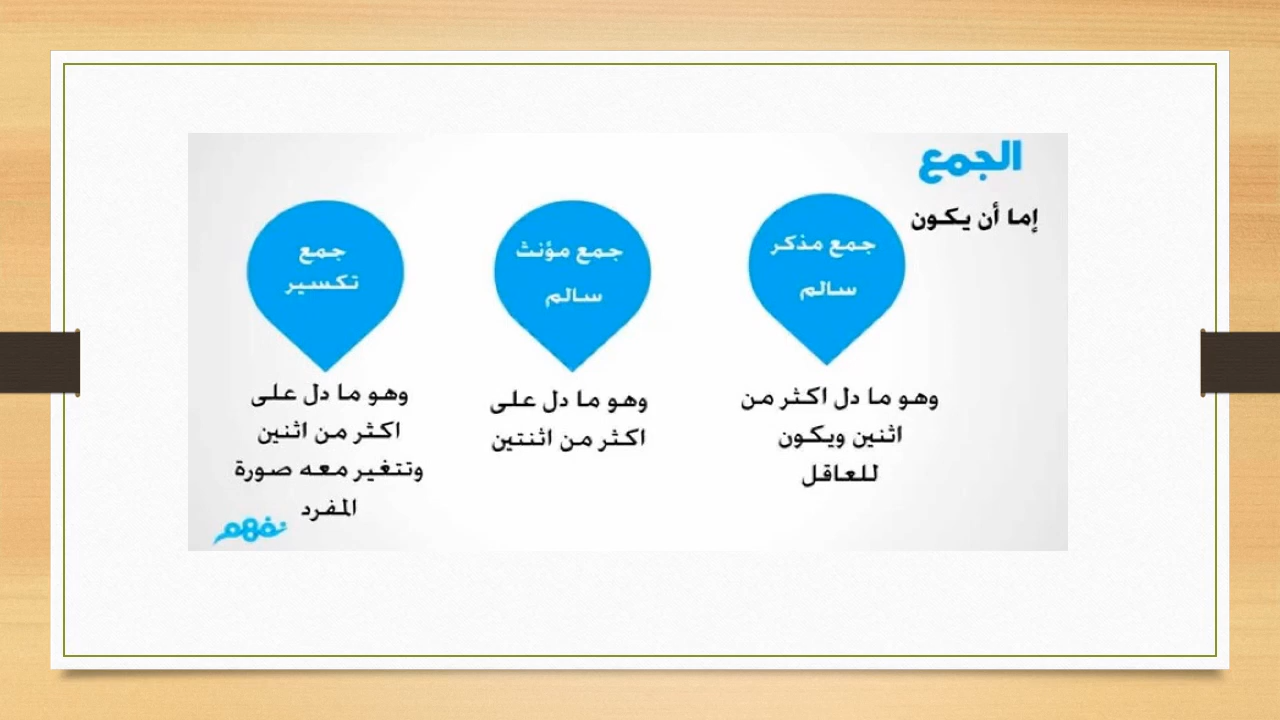 الجمع
إما أن يكون
جمع مذكر
سالم
وهو ما دل اكثر من
اثنين ويكون
للعاقل
جمع مؤنث
سالم
وهو ما دل على
اكثر من اثنتين
جمع
تكسير
وهو ما دل على
اكثر من اثنين
وتتغير معه صورة
المفرد
نفهم